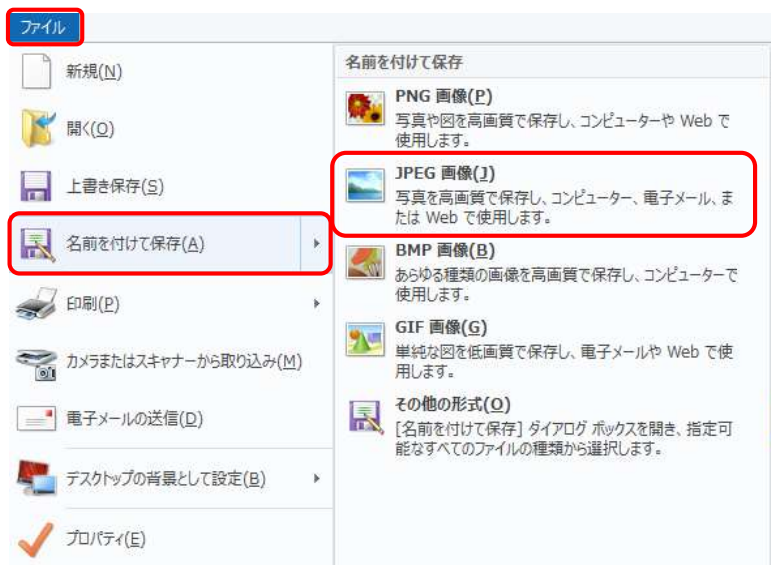 ファイル
新規(N)
開く(O)
上書き保存(S)
名前を付けて保存(A)
印刷(P)
カメラまたはスキャナーから取り込み(M)
電子メールの送信(D)
デスクトップの背景として設定(B)
プロパティ(E)
名前を付けて保存
PNG 画像(P)
写真や図を高画質で保存し、コンピューターや Web で
使用します。
JPEG 画像(J)
写真を高画質で保存し、コンピューター、電子メール、ま
たは Web で使用します。
BMP 画像(B)
あらゆる種類の画像を高画質で保存し、コンピューターで
使用します。
GIF 画像(G)
単純な図を低画質で保存し、電子メールや Web で使
用します。
その他の形式(O)
[名前を付けて保存] ダイアログ ボックスを開き、指定可
能なすべてのファイルの種類から選択します。